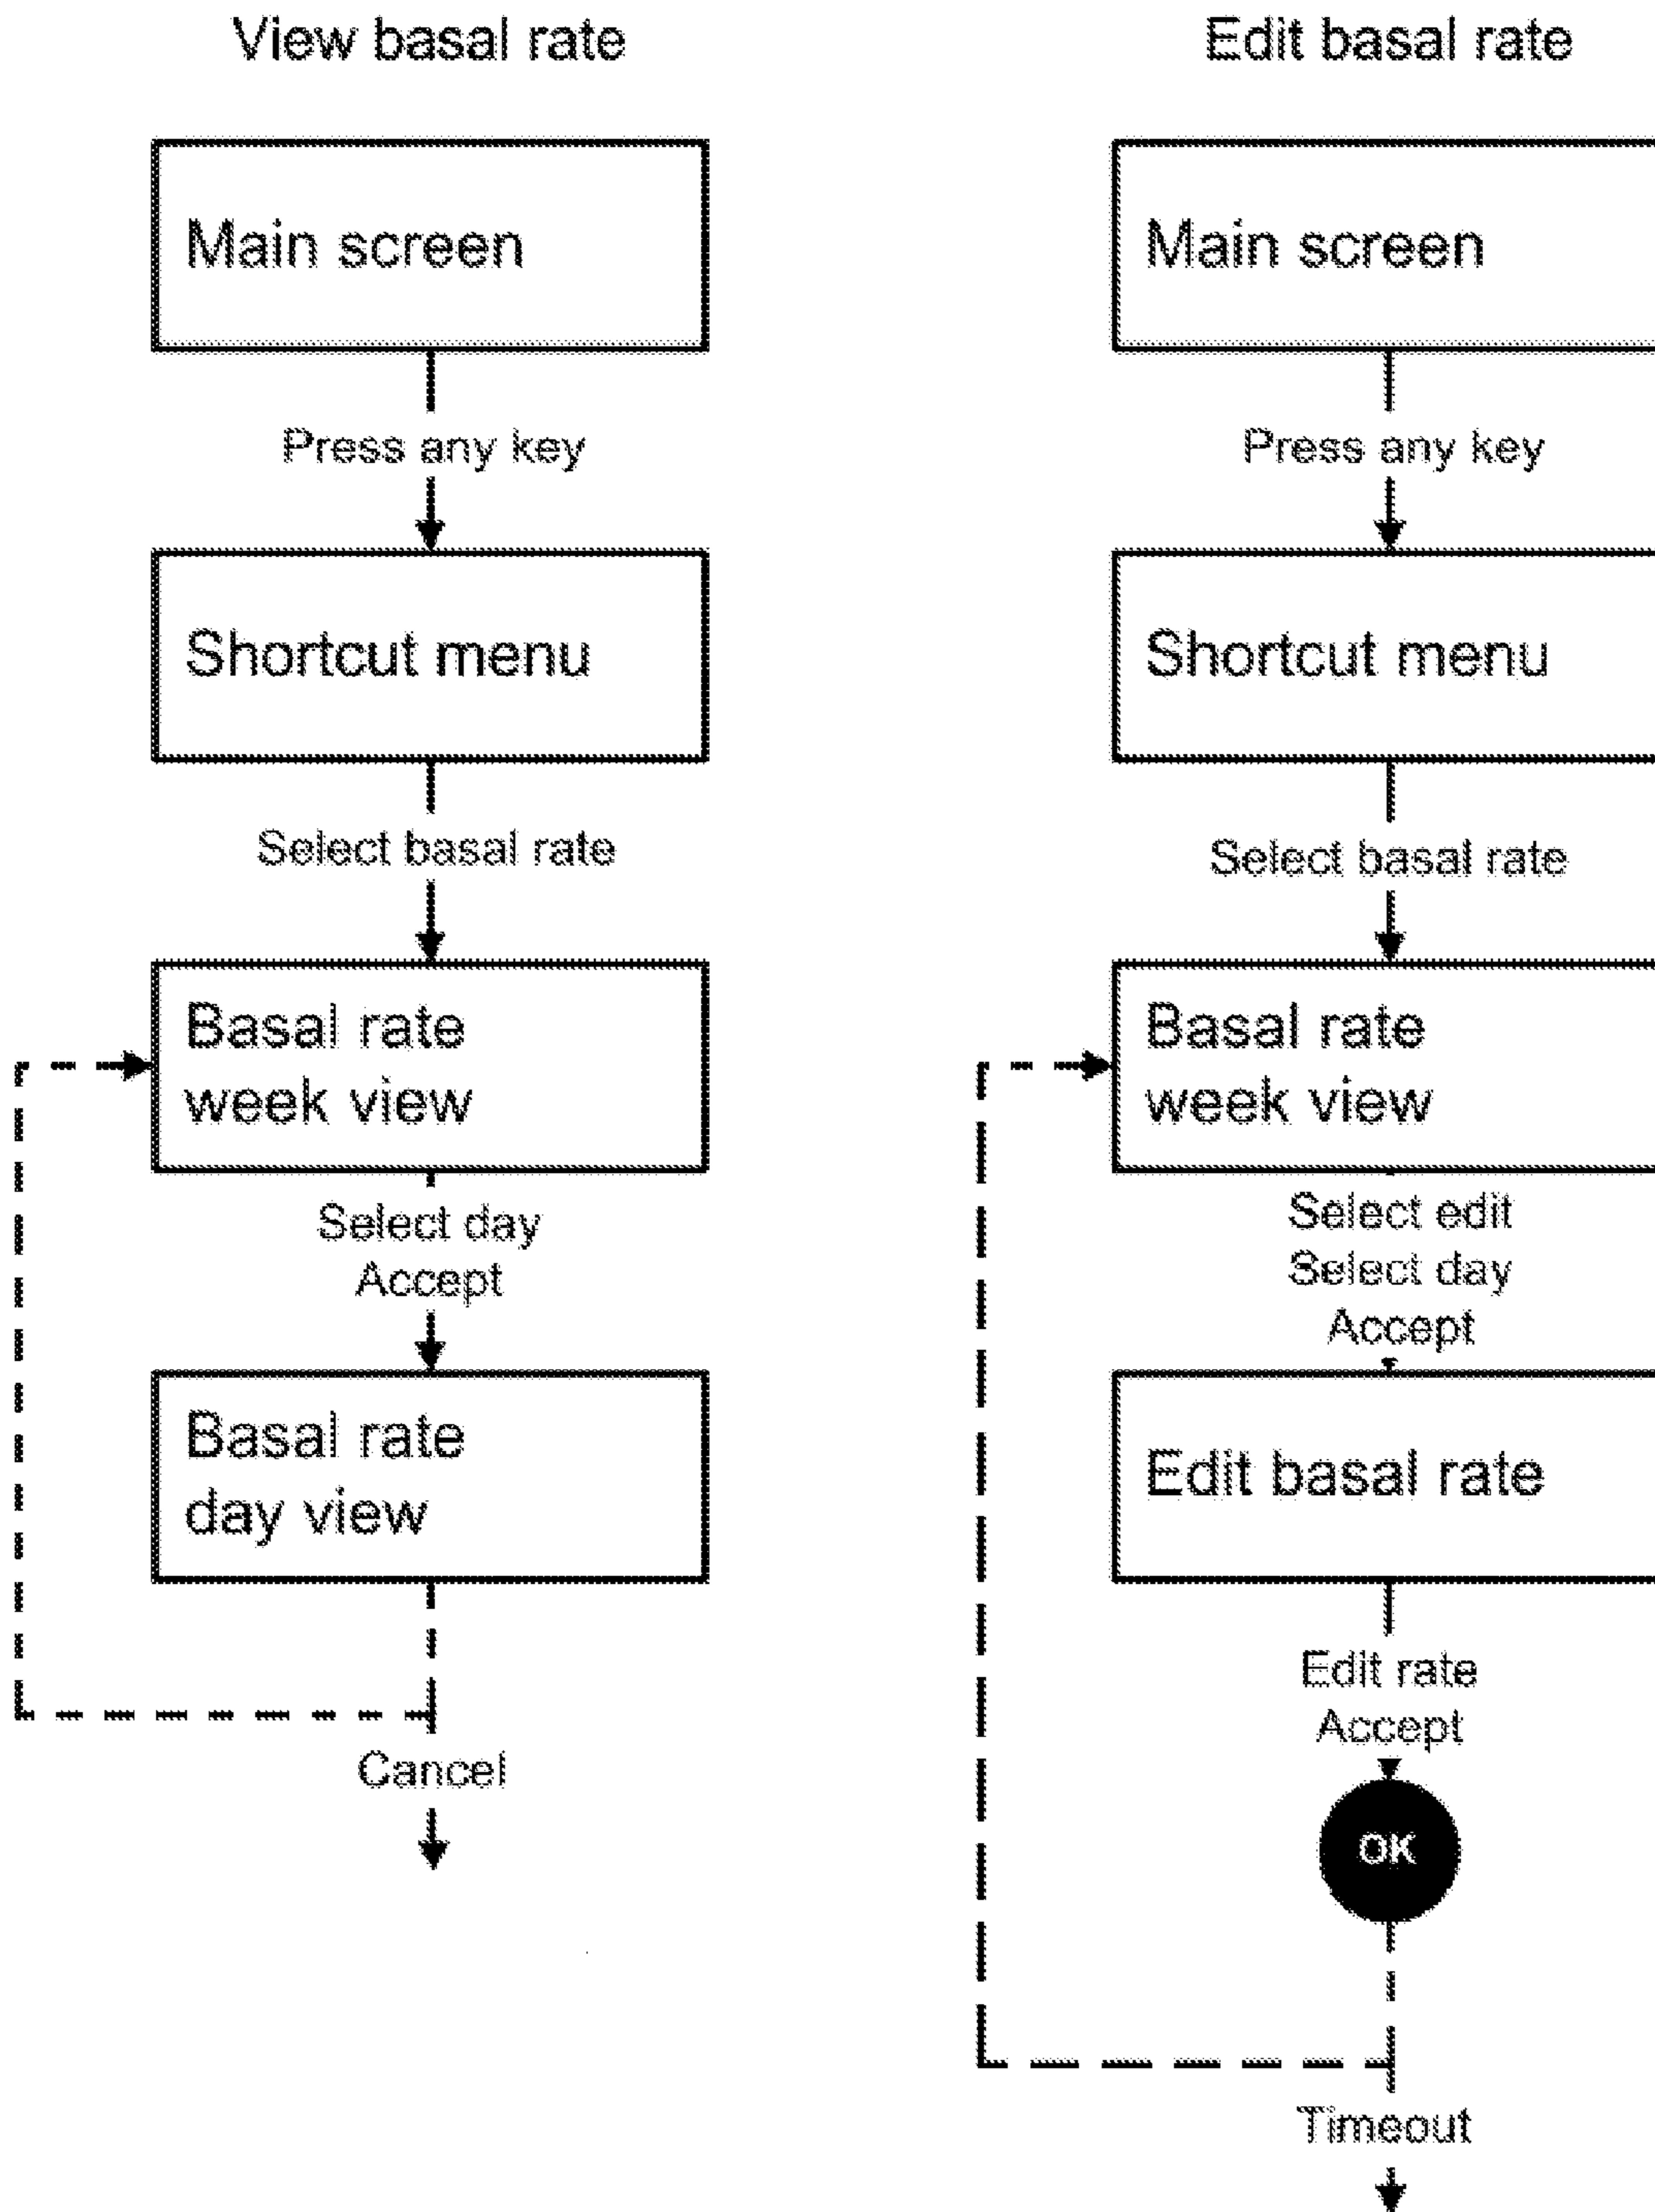 View basal rate
Main screen
Press any key
Shortcut menu
Select basal rate
Basal rate
week view
Select day
Accept
Basal rate
day view
Cancel
Edit basal rate
Main screen
Press any key
Shortcut menu
Select basal rate
Basal rate
week view
Select edit
Select day
Accept
Edit basal rate
Edit rate
Accept
OK
Timeout